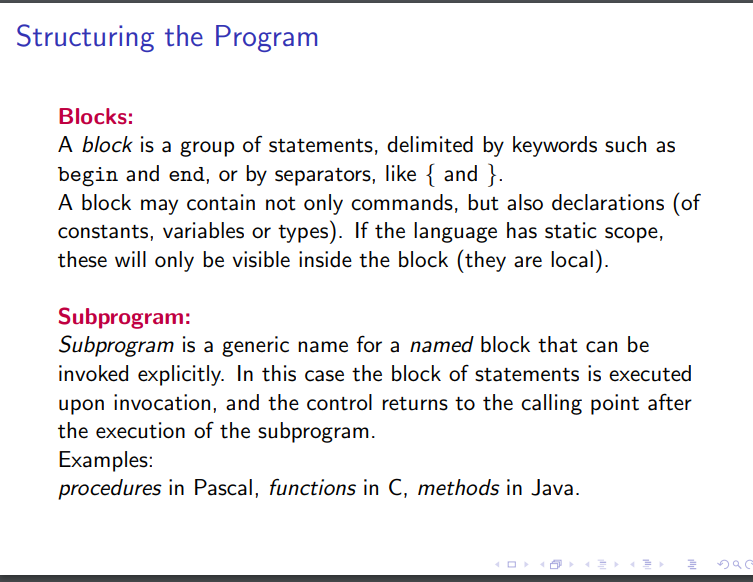 Structuring the Program
Blocks:
A block is a group of statements, delimited by keywords such as
begin and end, or by separators, like { and }.
A block may contain not only commands, but also declarations (of
constants, variables or types). If the language has static scope,
these will only be visible inside the block (they are local).
Subprogram:
Subprogram is a generic name for a named block that can be
invoked explicitly. In this case the block of statements is executed
upon invocation, and the control returns to the calling point after
the execution of the subprogram.
Examples:
procedures in Pascal, functions in C, methods in Java.